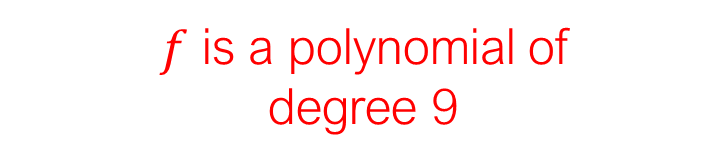 f is a polynomial of
degree 9